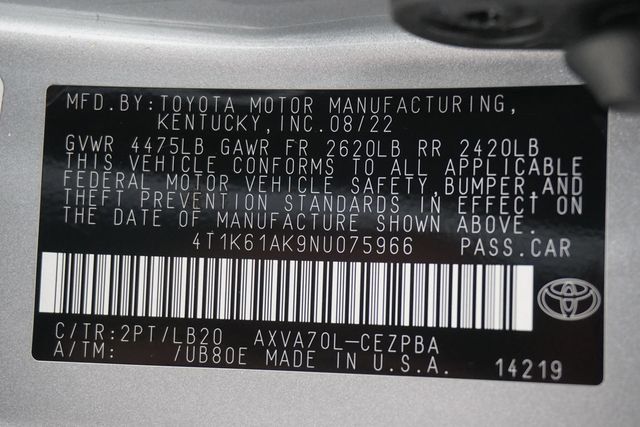 MFD.BY:TOYOTA MOTOR MANUFACTURING,
KENTUCKY,INC.08/22
GVWR 4475LB GAWR FR 2620LB RR 2420LB
THIS VEHICLE CONFORMS TO ALL APPLICABLE
FEDERAL MOTOR VEHICLE SAFETY,BUMPER,AND
THEFT PREVENTION STANDARDS IN EFFECT ON
THE DATE OF MANUFACTURE SHOWN ABOVE.
4T1K61AK9NU075966 PASS.CAR
C/TR:2PT/LB20 AXVA70L-CEZPBA
A/TM: /UB80E MADE IN U.S.A.
14219